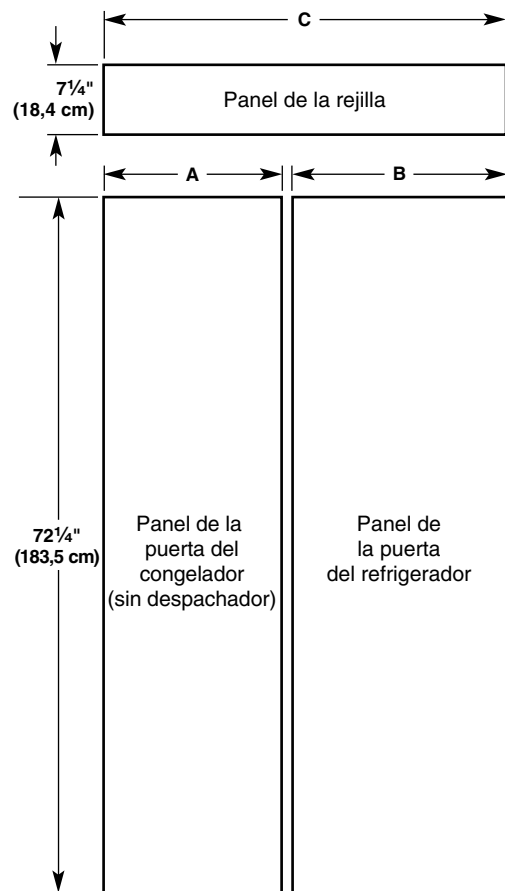 C
7¼"
(18,4 cm)
Panel de la rejilla
A
B
72¼"
(183,5 cm)
Panel de la
puerta del
congelador
(sin despachador)
Panel de
la puerta
del refrigerador